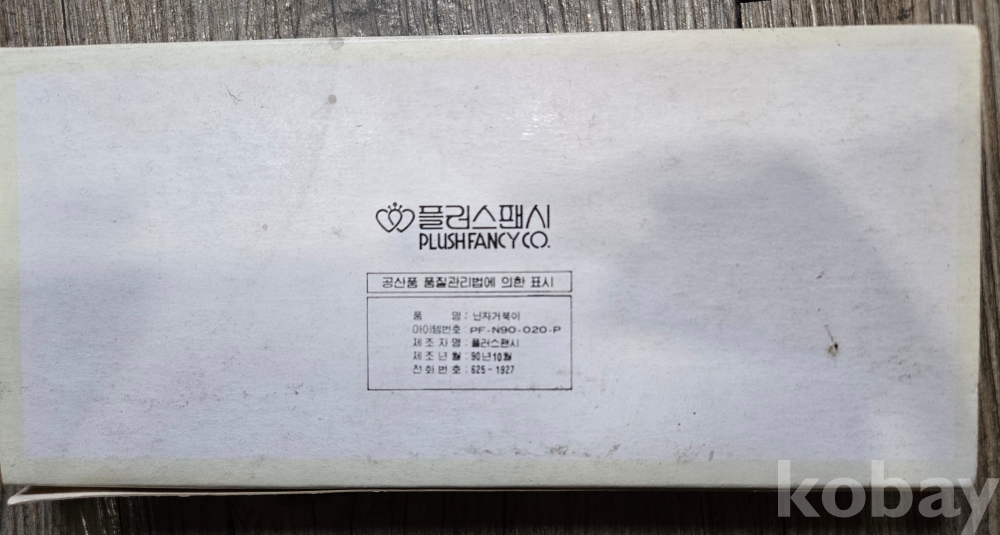 플러스팬시
PLUSH FANCY CO.
공산품 품질관리법에 의한 표시
품 명 : 닌자거북이
아이템번호 : PF-N90-020-P
제 조 자 명 : 플러스팬시
제 조 년 월 : 90년10월
전 화 번 호 : 625-1927
kobay